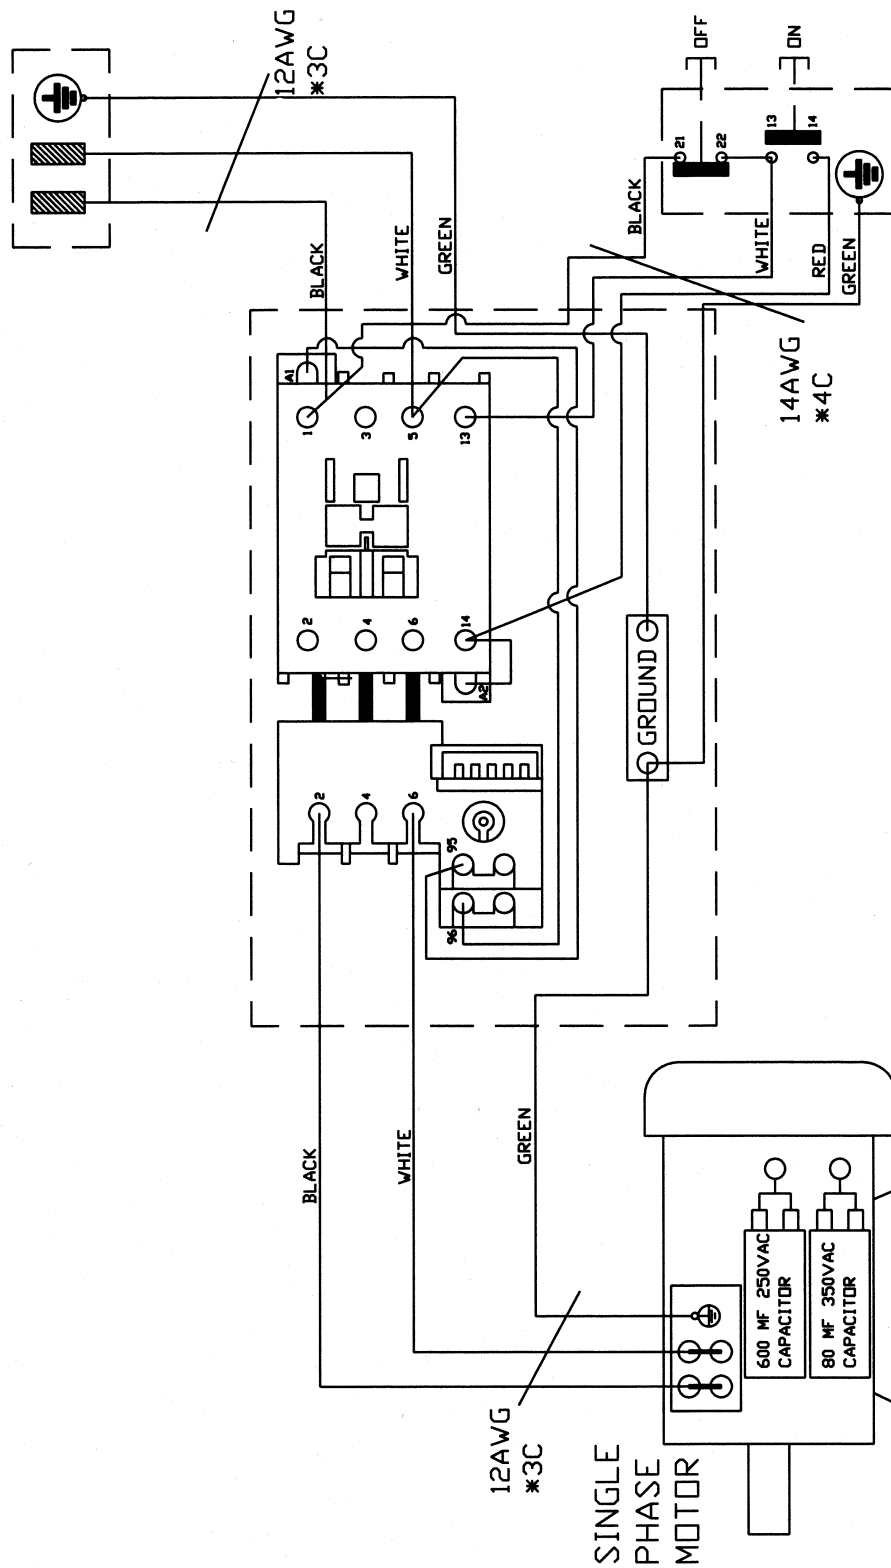 12AWG
*3C
OFF
ON
21
22
13
14
BLACK
WHITE
GREEN
BLACK
WHITE
RED
GREEN
14AWG
*4C
A1
1
3
5
13
2
4
6
14
A2
GROUND
2
4
6
95
96
BLACK
WHITE
GREEN
12AWG
*3C
600 MF 250VAC
CAPACITOR
80 MF 350VAC
CAPACITOR
SINGLE
PHASE
MOTOR